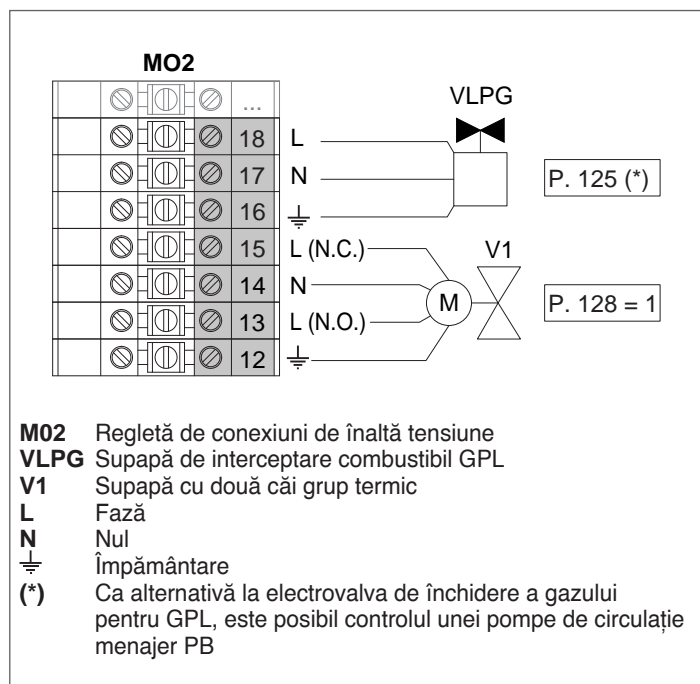 MO2
...
VLPG
18 L
17 N
P. 125 (*)
16 ⏚
15 L (N.C.)
V1
14 N
M
P. 128 = 1
13 L (N.O.)
12 ⏚
M02 Regletă de conexiuni de înaltă tensiune
VLPG Supapă de interceptare combustibil GPL
V1 Supapă cu două căi grup termic
L Fază
N Nul
⏚ Împământare
(*) Ca alternativă la electrovalva de închidere a gazului
pentru GPL, este posibil controlul unei pompe de circulație
menajer PB